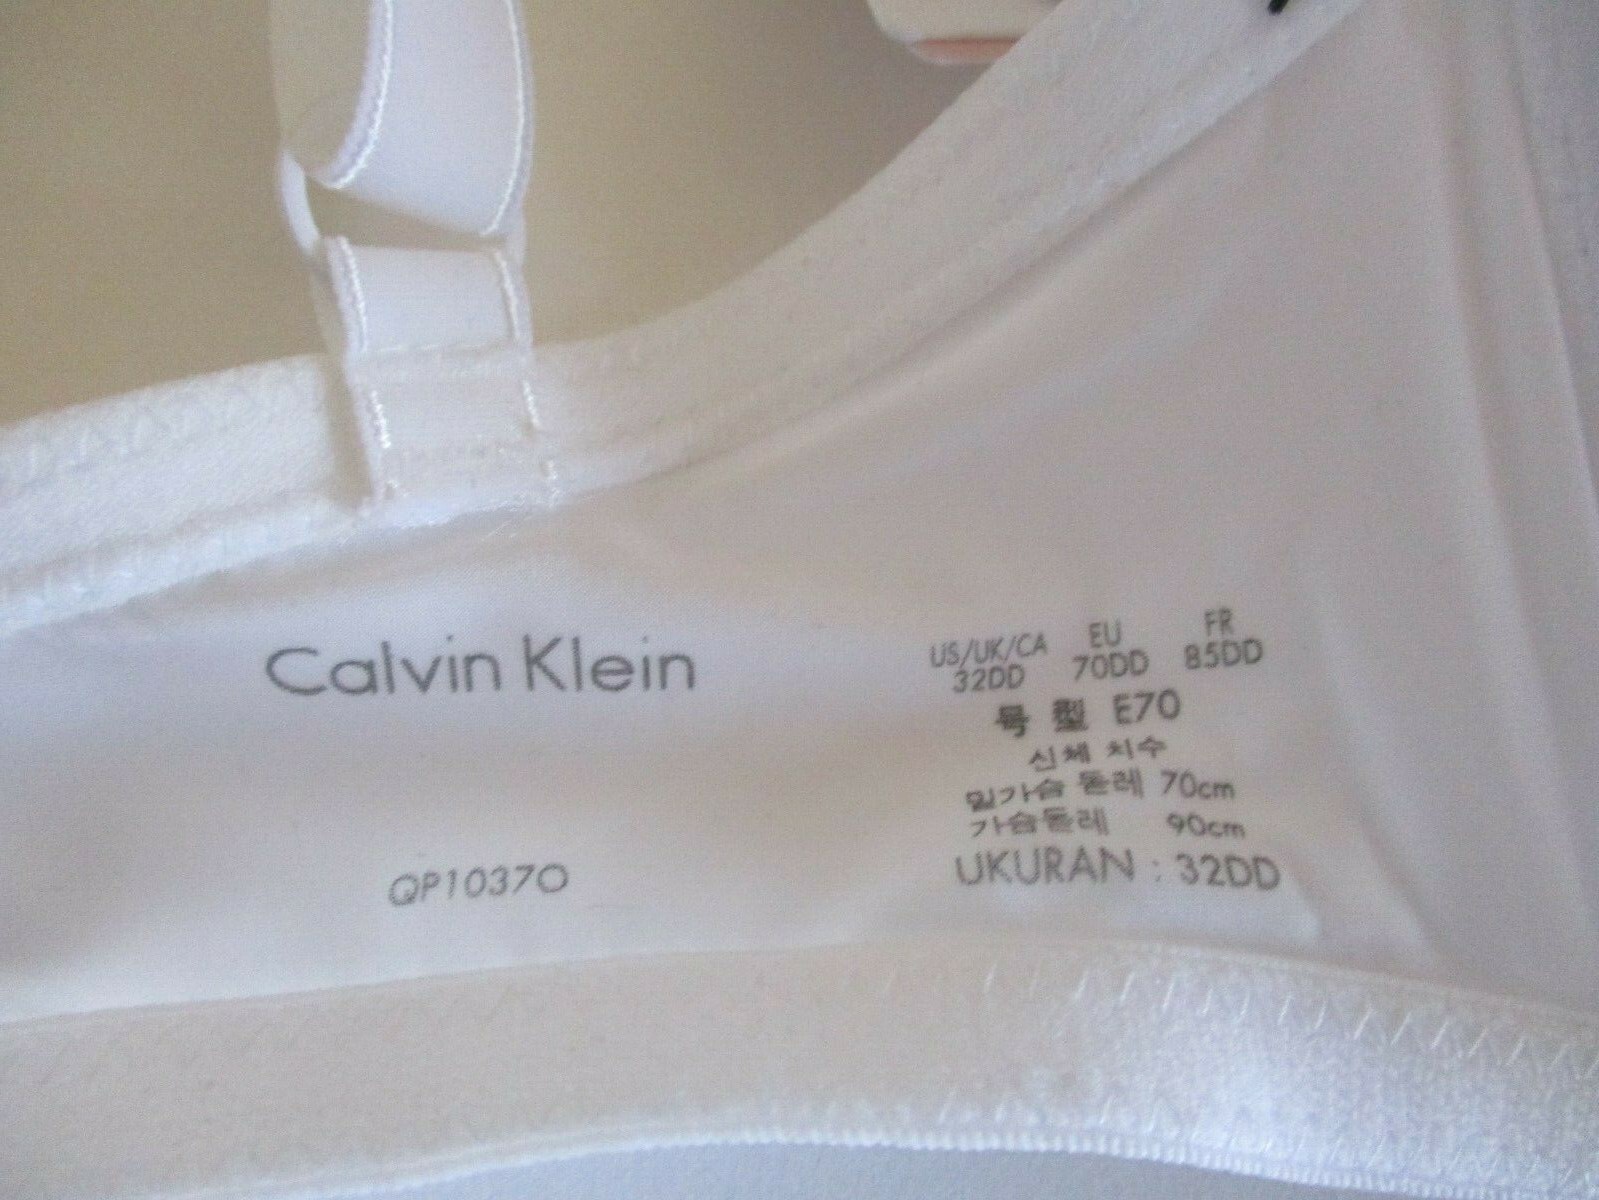 Calvin Klein
QP1037O
US/UK/CA EU FR
32DD 70DD 85DD
号型 E70
신체 치수
밑가슴 둘레 70cm
가슴둘레 90cm
UKURAN : 32DD